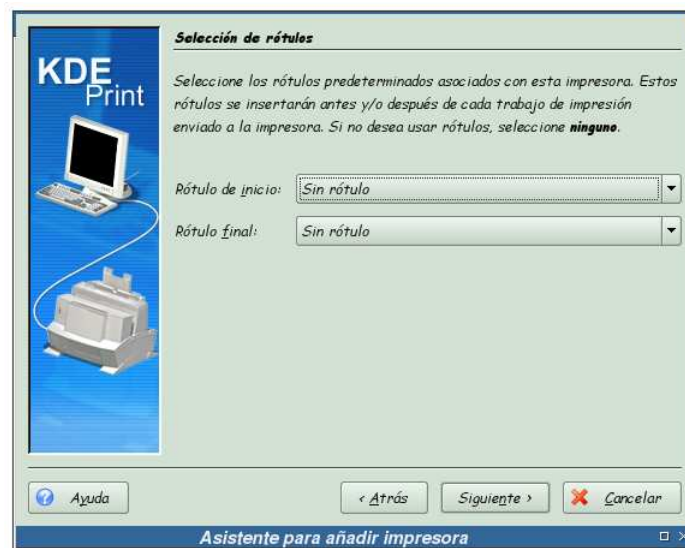 KDE
Print
Selección de rótulos
Seleccione los rótulos predeterminados asociados con esta impresora. Estos
rótulos se insertarán antes y/o después de cada trabajo de impresión
enviado a la impresora. Si no desea usar rótulos, seleccione ninguno.
Rótulo de inicio: Sin rótulo
Rótulo final: Sin rótulo
Ayuda < Atrás Siguiente > Cancelar
Asistente para añadir impresora